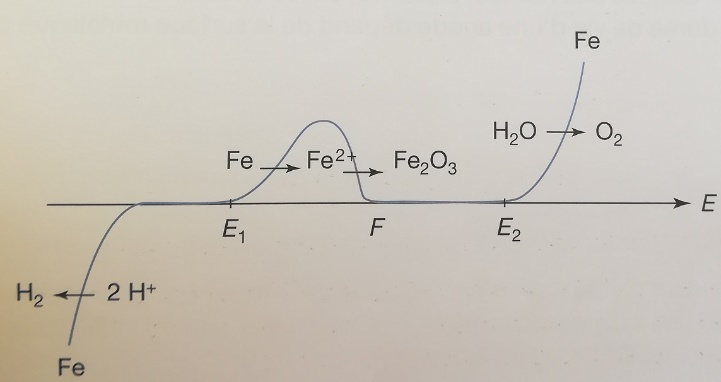 Fe
H₂O → O₂
Fe → Fe²⁺ → Fe₂O₃
E
E₁ F E₂
H₂ ← 2 H⁺
Fe